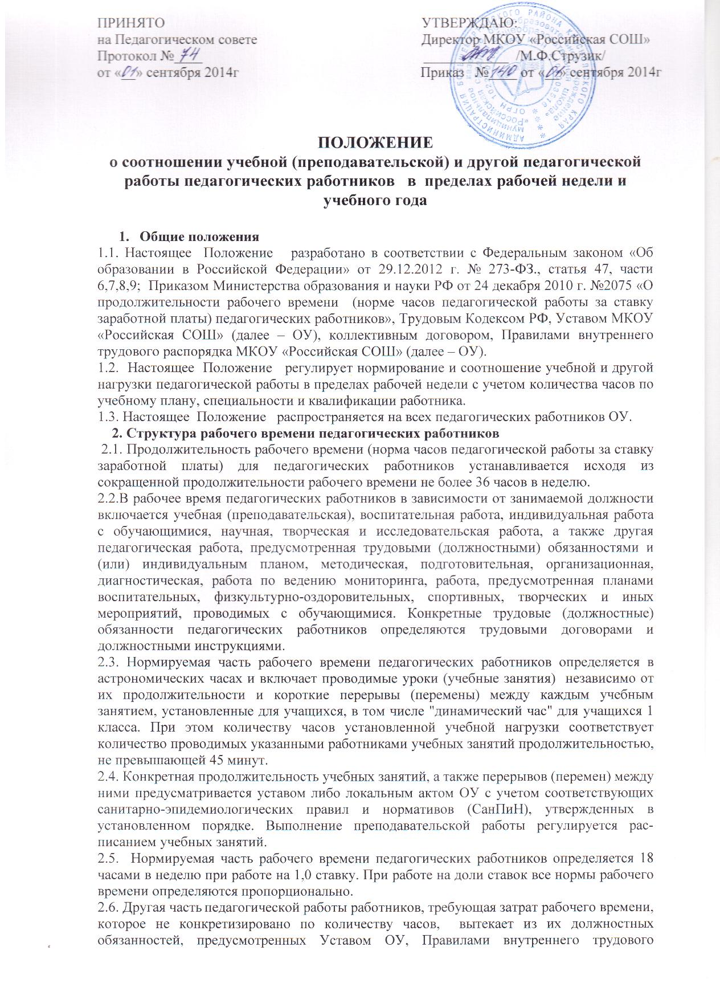 ПРИНЯТО
УТВЕРЖДАЮ:
на Педагогическом совете
Директор МКОУ «Российская СОШ»
Протокол № 74
/М.Ф.Струзик/
от «01» сентября 2014г
Приказ №140 от «01» сентября 2014г
ПОЛОЖЕНИЕ
о соотношении учебной (преподавательской) и другой педагогической
работы педагогических работников в пределах рабочей недели и
учебного года
1. Общие положения
1.1. Настоящее Положение разработано в соответствии с Федеральным законом «Об
образовании в Российской Федерации» от 29.12.2012 г. № 273-ФЗ., статья 47, части
6,7,8,9; Приказом Министерства образования и науки РФ от 24 декабря 2010 г. №2075 «О
продолжительности рабочего времени (норме часов педагогической работы за ставку
заработной платы) педагогических работников», Трудовым Кодексом РФ, Уставом МКОУ
«Российская СОШ» (далее – ОУ), коллективным договором, Правилами внутреннего
трудового распорядка МКОУ «Российская СОШ» (далее – ОУ).
1.2. Настоящее Положение регулирует нормирование и соотношение учебной и другой
нагрузки педагогической работы в пределах рабочей недели с учетом количества часов по
учебному плану, специальности и квалификации работника.
1.3. Настоящее Положение распространяется на всех педагогических работников ОУ.
2. Структура рабочего времени педагогических работников
2.1. Продолжительность рабочего времени (норма часов педагогической работы за ставку
заработной платы) для педагогических работников устанавливается исходя из
сокращенной продолжительности рабочего времени не более 36 часов в неделю.
2.2.В рабочее время педагогических работников в зависимости от занимаемой должности
включается учебная (преподавательская), воспитательная работа, индивидуальная работа
с обучающимися, научная, творческая и исследовательская работа, а также другая
педагогическая работа, предусмотренная трудовыми (должностными) обязанностями и
(или) индивидуальным планом, методическая, подготовительная, организационная,
диагностическая, работа по ведению мониторинга, работа, предусмотренная планами
воспитательных, физкультурно-оздоровительных, спортивных, творческих и иных
мероприятий, проводимых с обучающимися. Конкретные трудовые (должностные)
обязанности педагогических работников определяются трудовыми договорами и
должностными инструкциями.
2.3. Нормируемая часть рабочего времени педагогических работников определяется в
астрономических часах и включает проводимые уроки (учебные занятия) независимо от
их продолжительности и короткие перерывы (перемены) между каждым учебным
занятием, установленные для учащихся, в том числе "динамический час" для учащихся 1
класса. При этом количеству часов установленной учебной нагрузки соответствует
количество проводимых указанными работниками учебных занятий продолжительностью,
не превышающей 45 минут.
2.4. Конкретная продолжительность учебных занятий, а также перерывов (перемен) между
ними предусматривается уставом либо локальным актом ОУ с учетом соответствующих
санитарно-эпидемиологических правил и нормативов (СанПиН), утвержденных в
установленном порядке. Выполнение преподавательской работы регулируется рас-
писанием учебных занятий.
2.5. Нормируемая часть рабочего времени педагогических работников определяется 18
часами в неделю при работе на 1,0 ставку. При работе на доли ставок все нормы рабочего
времени определяются пропорционально.
2.6. Другая часть педагогической работы работников, требующая затрат рабочего времени,
которое не конкретизировано по количеству часов, вытекает из их должностных
обязанностей, предусмотренных Уставом ОУ, Правилами внутреннего трудового